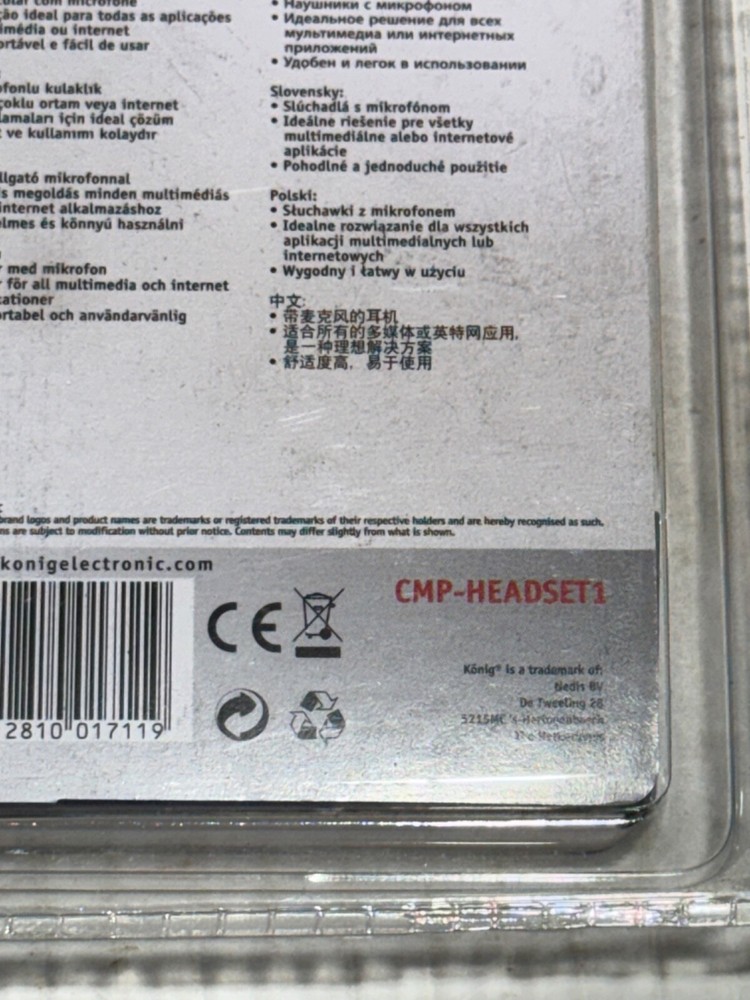 ção ideal para todas as aplicações
imédia ou internet
ortável e fácil de usar
ofonlu kulaklık
çoklu ortam veya internet
lamaları için ideal çözüm
t ve kullanımı kolaydır
llgató mikrofonnal
is megoldás minden multimédiás
internet alkalmazáshoz
elmes és könnyű használni
r med mikrofon
r för all multimedia och internet
cationer
ortabel och användarvänlig
• Наушники с микрофоном
• Идеальное решение для всех
мультимедиа или интернетных
приложений
• Удобен и легок в использовании
Slovensky:
• Slúchadlá s mikrofónom
• Ideálne riešenie pre všetky
multimediálne alebo internetové
aplikácie
• Pohodlné a jednoduché použitie
Polski:
• Słuchawki z mikrofonem
• Idealne rozwiązanie dla wszystkich
aplikacji multimedialnych lub
internetowych
• Wygodny i łatwy w użyciu
中文:
• 带麦克风的耳机
• 适合所有的多媒体或英特网应用,
是一种理想解决方案
• 舒适度高, 易于使用
brand logos and product names are trademarks or registered trademarks of their respective holders and are hereby recognised as such.
ns are subject to modification without prior notice. Contents may differ slightly from what is shown.
konigelectronic.com
CMP-HEADSET1
CE
2810 017119
König® is a trademark of:
Nedis BV
De Tweeling 28
5215MC 's-Hertogenbosch
The Netherlands